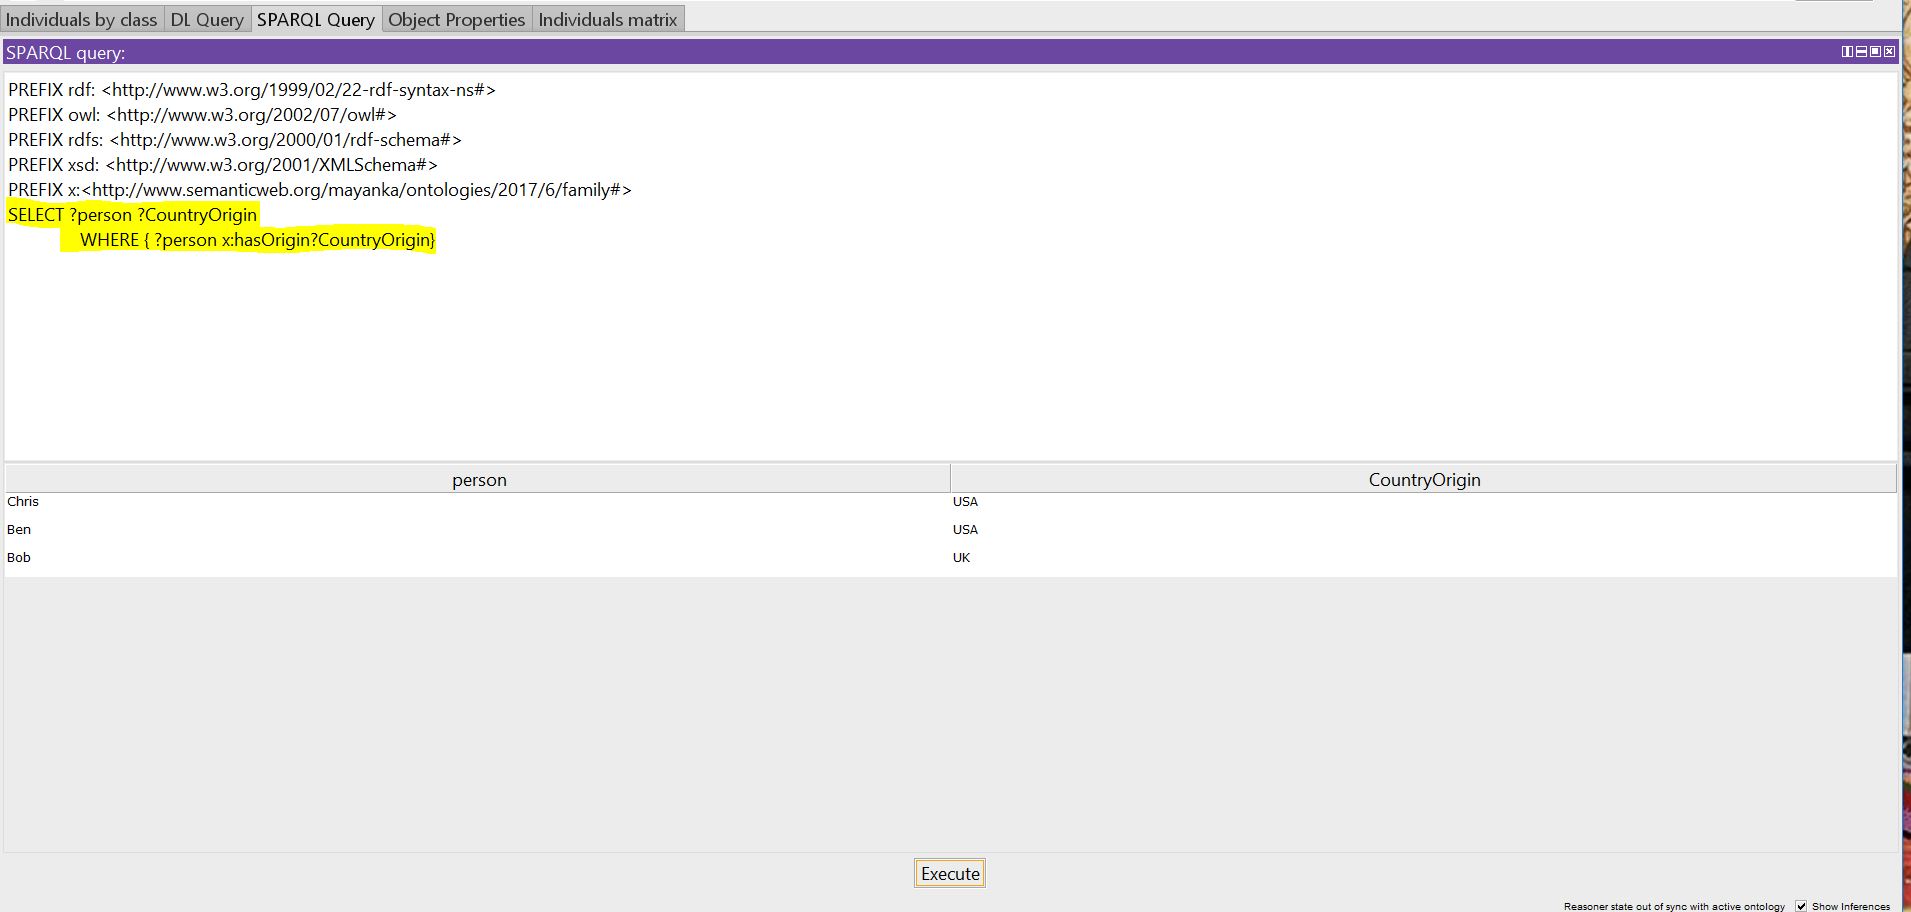 Individuals by class DL Query SPARQL Query Object Properties Individuals matrix
SPARQL query:
PREFIX rdf: <http://www.w3.org/1999/02/22-rdf-syntax-ns#>
PREFIX owl: <http://www.w3.org/2002/07/owl#>
PREFIX rdfs: <http://www.w3.org/2000/01/rdf-schema#>
PREFIX xsd: <http://www.w3.org/2001/XMLSchema#>
PREFIX x:<http://www.semanticweb.org/mayanka/ontologies/2017/6/family#>
SELECT ?person ?CountryOrigin
WHERE { ?person x:hasOrigin?CountryOrigin}
person CountryOrigin
Chris USA
Ben USA
Bob UK
Execute
Reasoner state out of sync with active ontology Show Inferences